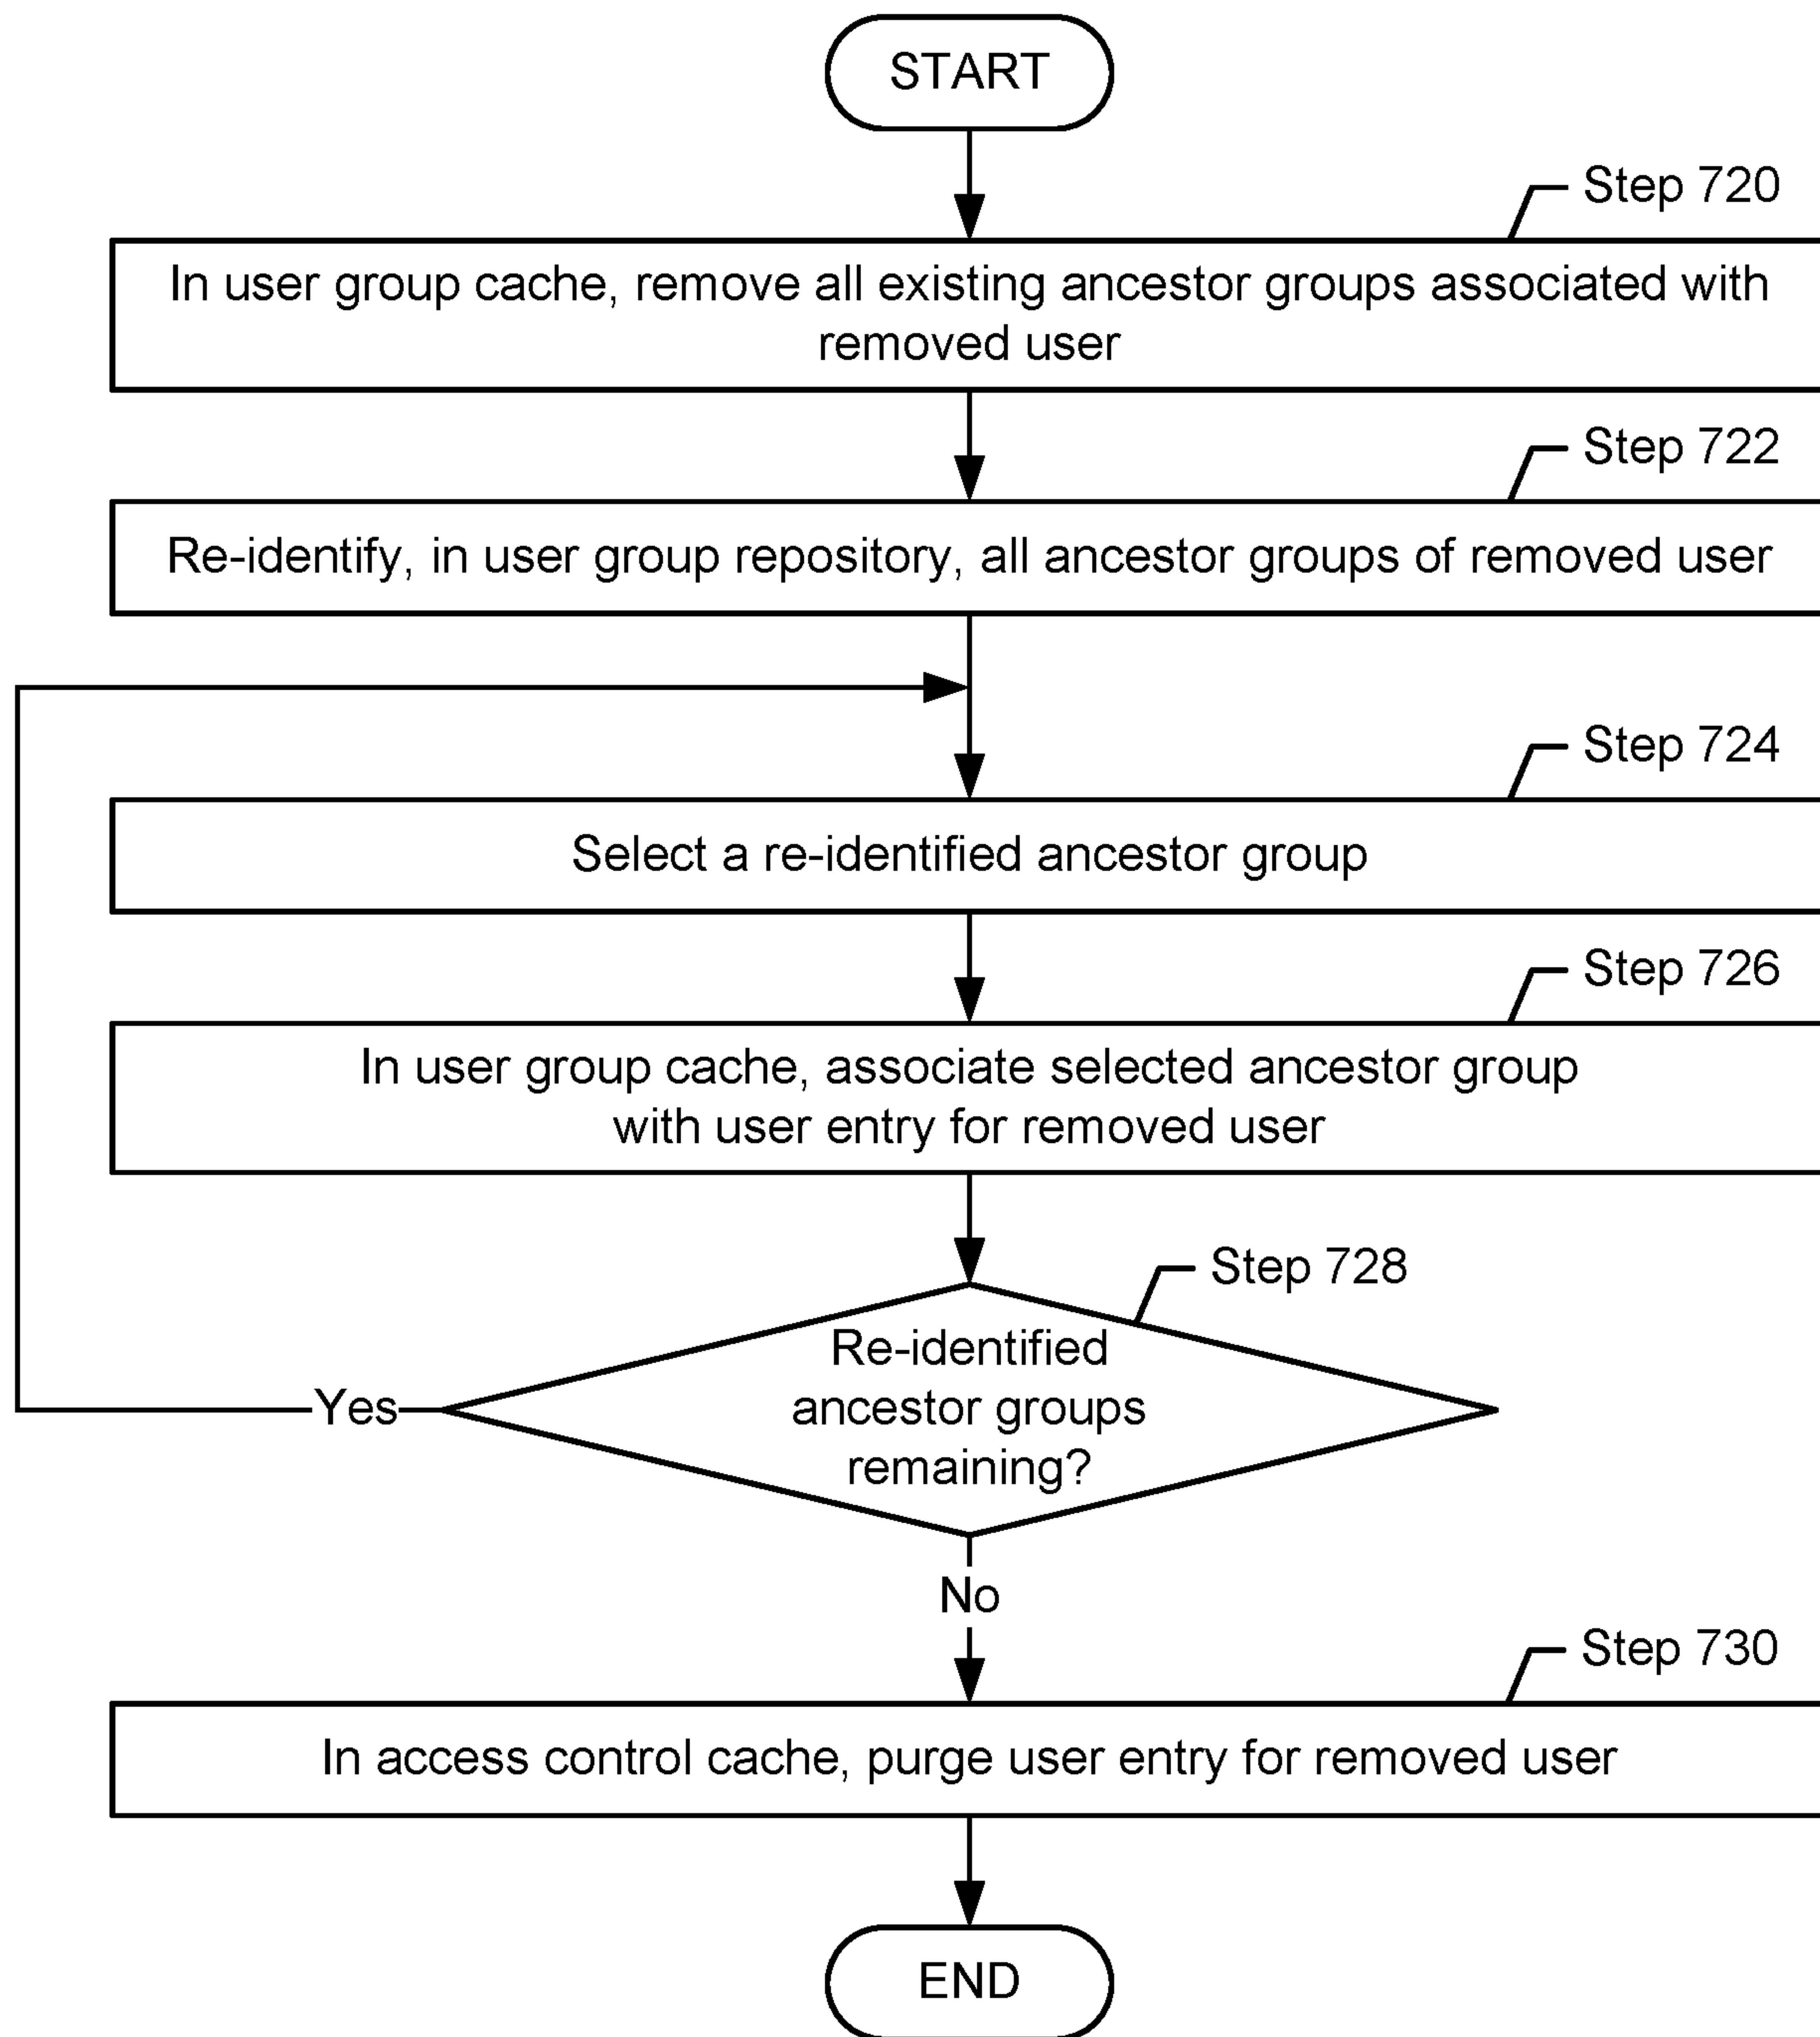 START
Step 720
In user group cache, remove all existing ancestor groups associated with
removed user
Step 722
Re-identify, in user group repository, all ancestor groups of removed user
Step 724
Select a re-identified ancestor group
Step 726
In user group cache, associate selected ancestor group
with user entry for removed user
Step 728
Re-identified
ancestor groups
remaining?
Yes
No
Step 730
In access control cache, purge user entry for removed user
END